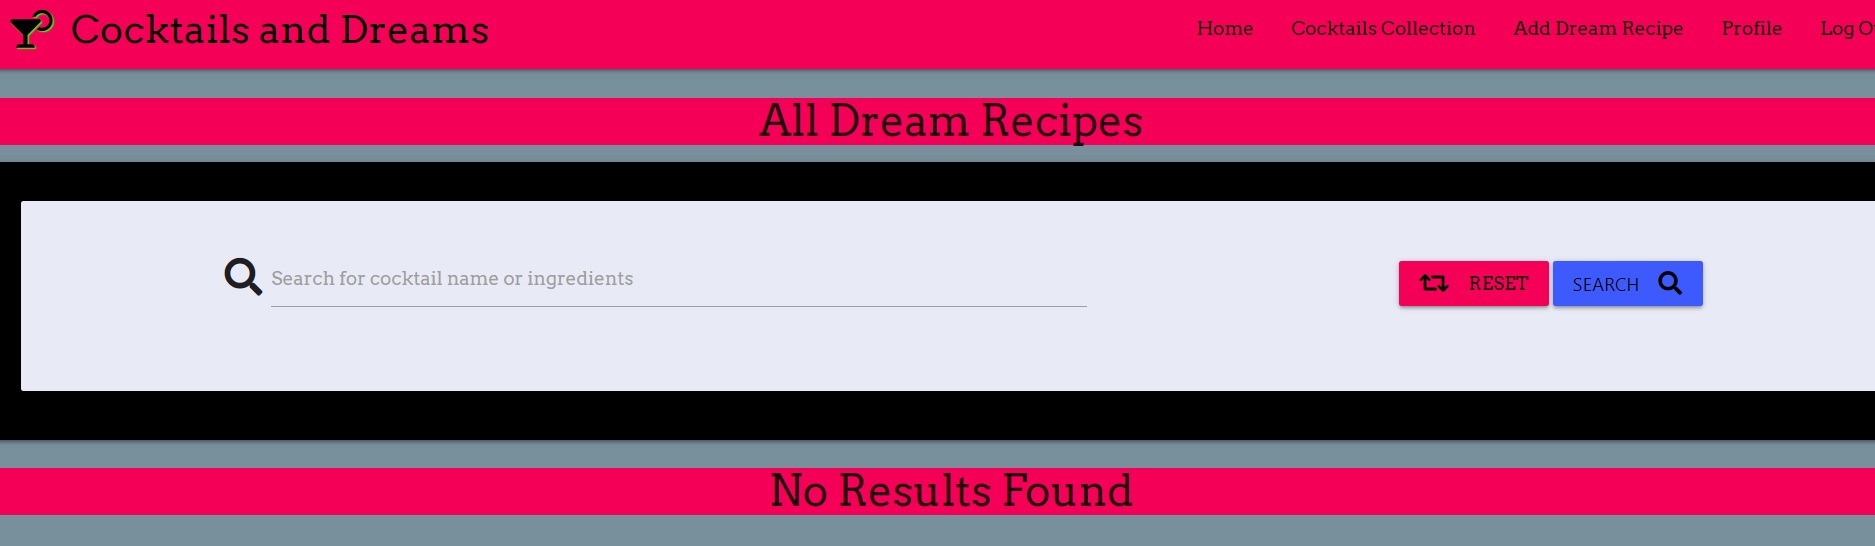 Cocktails and Dreams
Home Cocktails Collection Add Dream Recipe Profile Log O
All Dream Recipes
Search for cocktail name or ingredients
RESET SEARCH
No Results Found